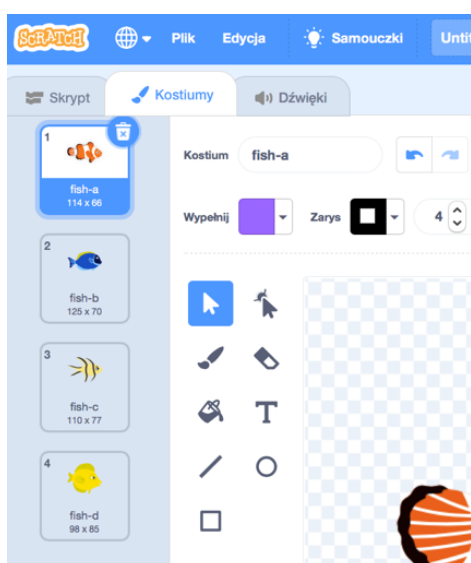 SCRATCH Plik Edycja Samouczki Untit
Skrypt Kostiumy Dźwięki
1
fish-a
114 x 66
2
fish-b
125 x 70
3
fish-c
110 x 77
4
fish-d
98 x 85
Kostium fish-a
Wypełnij Zarys 4
T